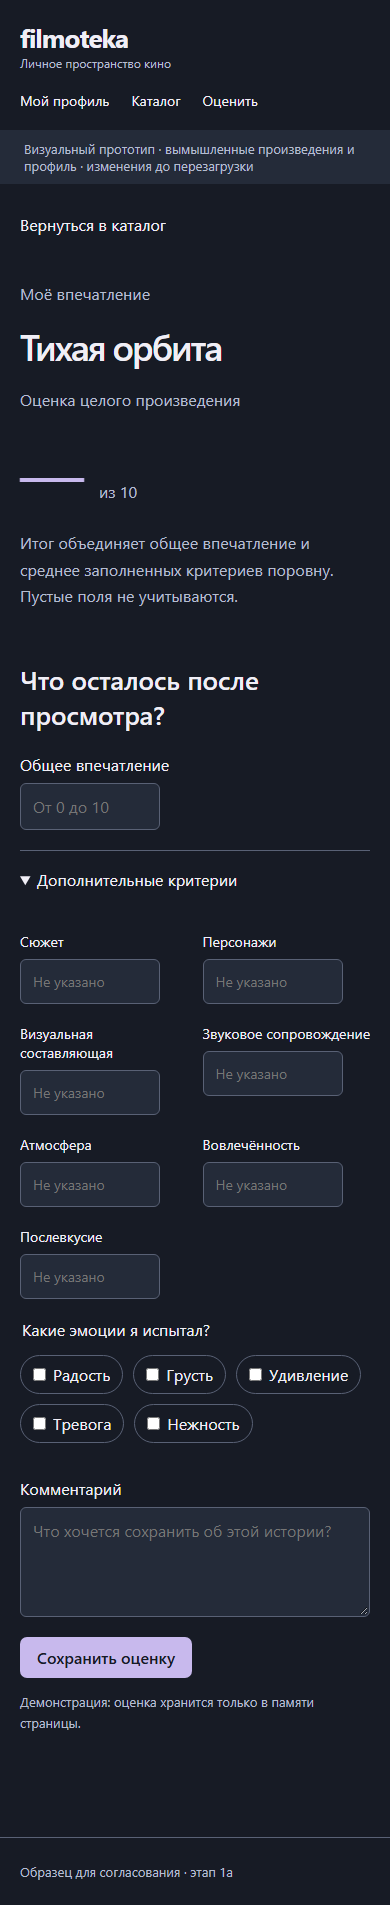 filmoteka
Личное пространство кино
Мой профиль Каталог Оценить
Визуальный прототип · вымышленные произведения и
профиль · изменения до перезагрузки
Вернуться в каталог
Моё впечатление
Тихая орбита
Оценка целого произведения
— из 10
Итог объединяет общее впечатление и
среднее заполненных критериев поровну.
Пустые поля не учитываются.
Что осталось после
просмотра?
Общее впечатление
От 0 до 10
▼ Дополнительные критерии
Сюжет
Не указано
Персонажи
Не указано
Визуальная
составляющая
Не указано
Звуковое сопровождение
Не указано
Атмосфера
Не указано
Вовлечённость
Не указано
Послевкусие
Не указано
Какие эмоции я испытал?
Радость Грусть Удивление
Тревога Нежность
Комментарий
Что хочется сохранить об этой истории?
Сохранить оценку
Демонстрация: оценка хранится только в памяти
страницы.
Образец для согласования · этап 1а